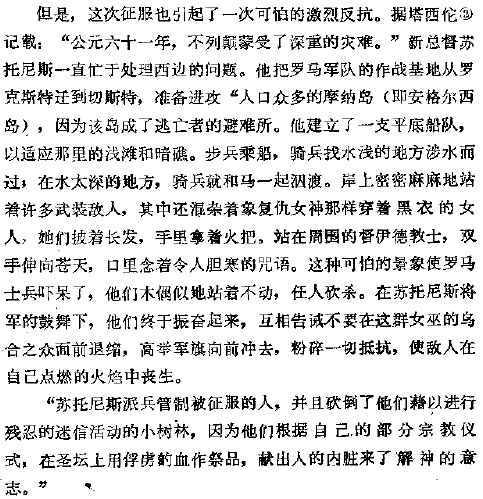 但是，这次征服也引起了一次可怕的激烈反抗。据塔西佗②
记载：“公元六十一年，不列颠蒙受了深重的灾难。”新总督苏
托尼斯一直忙于处理西边的问题。他把罗马军队的作战基地从罗
克斯特迁到切斯特，准备进攻“人口众多的摩纳岛（即安格尔西
岛），因为该岛成了逃亡者的避难所。他建立了一支平底船队，
以适应那里的浅滩和暗礁。步兵乘船，骑兵找水浅的地方涉水而
过；在水太深的地方，骑兵就和马一起泅渡。岸上密密麻麻地站
着许多武装敌人，其中还混杂着象复仇女神那样穿着黑衣的女
人，她们披着长发，手里拿着火把。站在周围的督伊德教士，双
手伸向苍天，口里念着令人胆寒的咒语。这种可怕的景象使罗马
士兵吓呆了，他们木偶似地站着不动，任人砍杀。在苏托尼斯将
军的鼓舞下，他们终于振奋起来，互相告诫不要在这群女巫的乌
合之众面前退缩，高举军旗向前冲去，粉碎一切抵抗，使敌人在
自己点燃的火焰中丧生。
“苏托尼斯派兵管制被征服的人，并且砍倒了他们藉以进行
残忍的迷信活动的小树林，因为他们根据自己的部分宗教仪
式，在圣坛上用俘虏的血作祭品，献出人的内脏来了解神的意
志。”